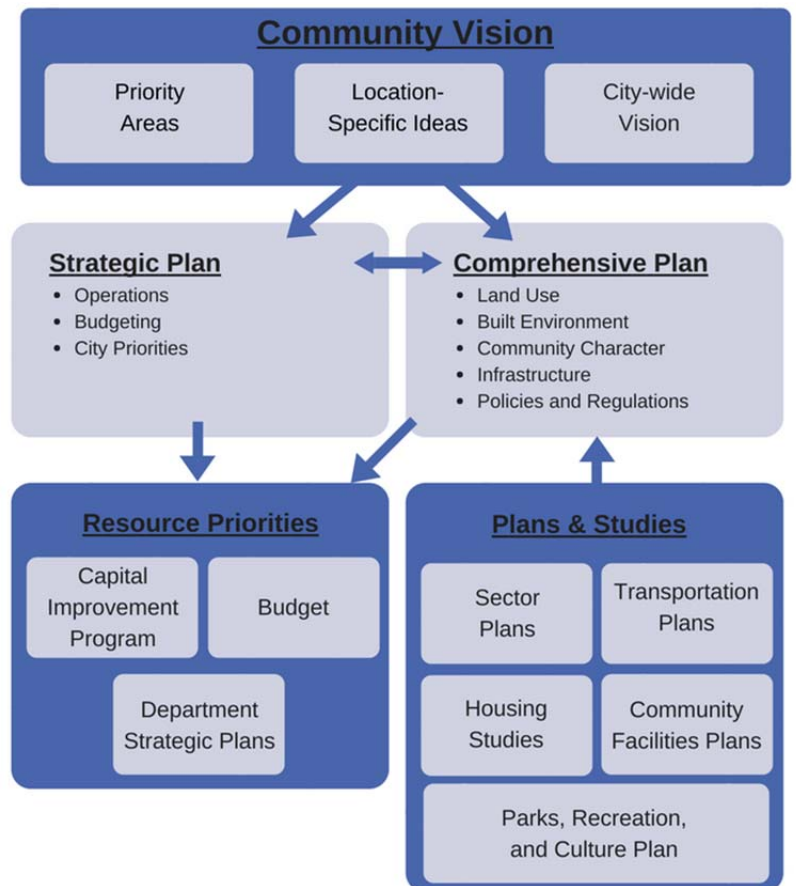 Community Vision
Priority
Areas
Location-
Specific Ideas
City-wide
Vision
Strategic Plan
• Operations
• Budgeting
• City Priorities
Comprehensive Plan
• Land Use
• Built Environment
• Community Character
• Infrastructure
• Policies and Regulations
Resource Priorities
Capital
Improvement
Program
Budget
Department
Strategic Plans
Plans & Studies
Sector
Plans
Transportation
Plans
Housing
Studies
Community
Facilities Plans
Parks, Recreation,
and Culture Plan